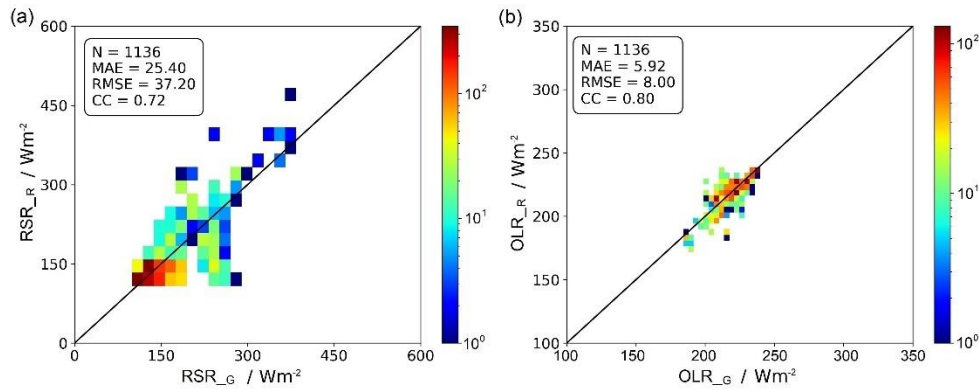 (a)
600
450
300
150
0
RSR_R / Wm⁻²
N = 1136
MAE = 25.40
RMSE = 37.20
CC = 0.72
0
150
300
450
600
RSR_G / Wm⁻²
10²
10¹
10⁰
(b)
350
300
250
200
150
100
OLR_R / Wm⁻²
N = 1136
MAE = 5.92
RMSE = 8.00
CC = 0.80
100
150
200
250
300
350
OLR_G / Wm⁻²
10²
10¹
10⁰